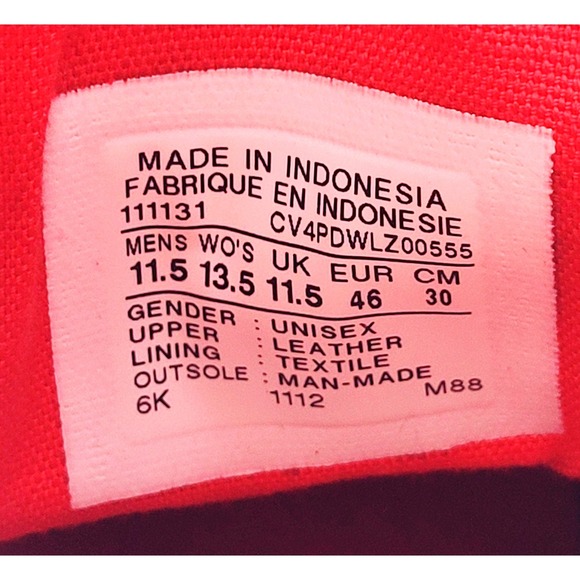 MADE IN INDONESIA
FABRIQUE EN INDONESIE
111131 CV4PDWLZ00555
MENS WO'S UK EUR CM
11.5 13.5 11.5 46 30
GENDER : UNISEX
UPPER : LEATHER
LINING : TEXTILE
OUTSOLE : MAN-MADE
6K 1112 M88